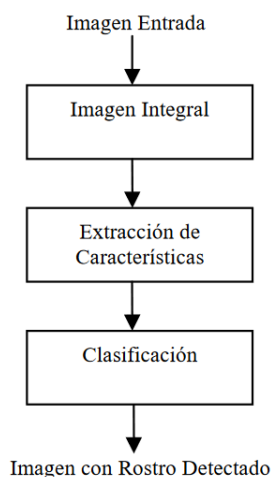 Imagen Entrada
Imagen Integral
Extracción de
Características
Clasificación
Imagen con Rostro Detectado